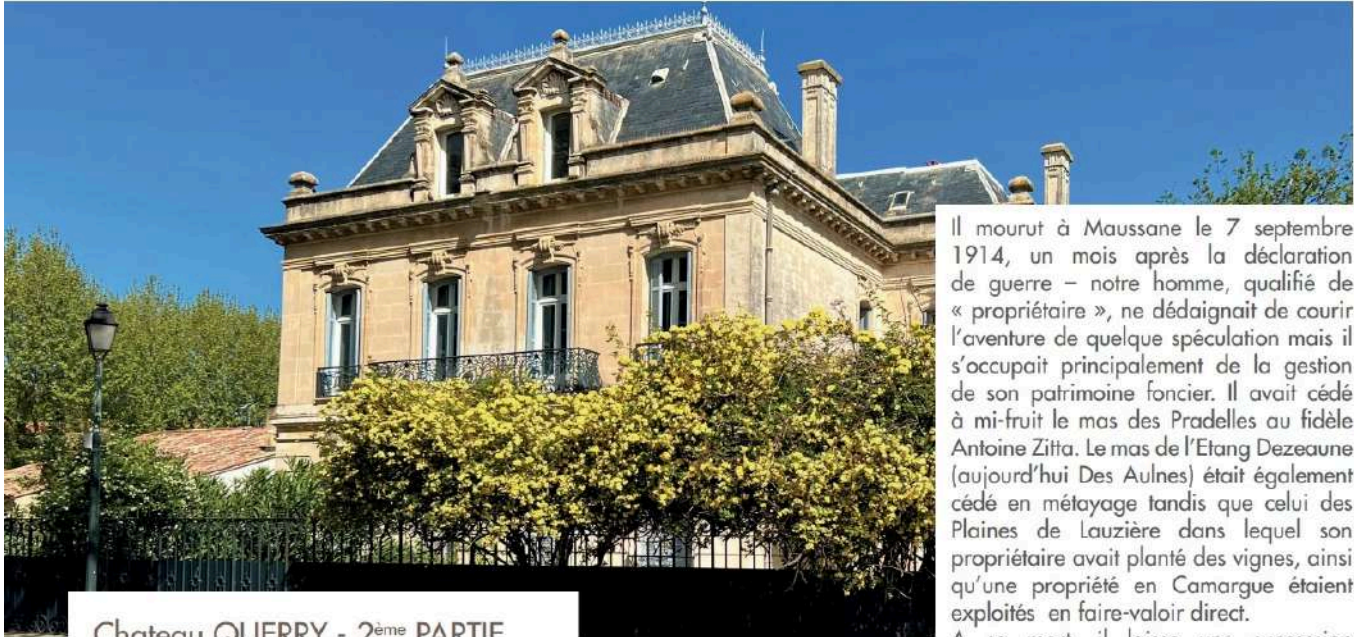 Chateau QUERRY - 2ème PARTIE
Il mourut à Maussane le 7 septembre
1914, un mois après la déclaration
de guerre – notre homme, qualifié de
« propriétaire », ne dédaignait de courir
l'aventure de quelque spéculation mais il
s'occupait principalement de la gestion
de son patrimoine foncier. Il avait cédé
à mi-fruit le mas des Pradelles au fidèle
Antoine Zitta. Le mas de l'Etang Dezeaune
(aujourd'hui Des Aulnes) était également
cédé en métayage tandis que celui des
Plaines de Lauzière dans lequel son
propriétaire avait planté des vignes, ainsi
qu'une propriété en Camargue étaient
exploités en faire-valoir direct.